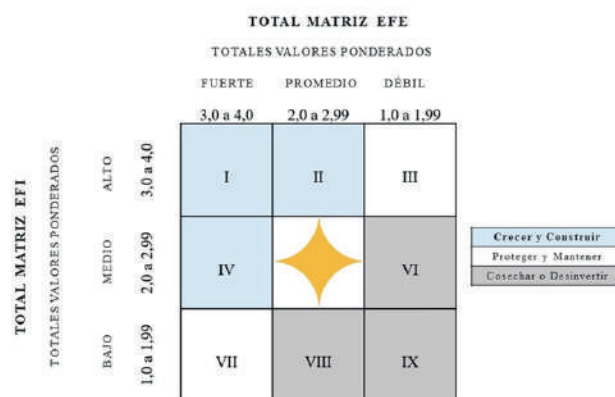 TOTAL MATRIZ EFE
TOTALES VALORES PONDERADOS
FUERTE PROMEDIO DÉBIL
3,0 a 4,0 2,0 a 2,99 1,0 a 1,99
TOTAL MATRIZ EFI
TOTALES VALORES PONDERADOS
ALTO
3,0 a 4,0
I II III
MEDIO
2,0 a 2,99
IV VI
BAJO
1,0 a 1,99
VII VIII IX
Crecer y Construir
Proteger y Mantener
Cosechar o Desinvertir